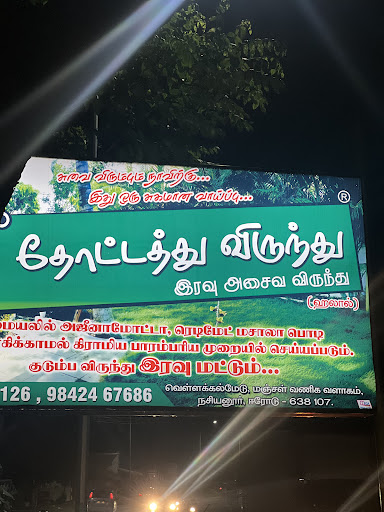 சுவை விரும்பும் நாவிற்கு...
இது ஒரு சுகமான வாய்ப்பு...
®
தோட்டத்து விருந்து
இரவு அசைவ விருந்து
(ஹலால்)
மையலில் அஜீனாமோட்டா, ரெடிமேட் மசாலா பொடி
கிக்காமல் கிராமிய பாரம்பரிய முறையில் செய்யப்படும்.
குடும்ப விருந்து இரவு மட்டும்...
126 , 98424 67686
வெள்ளக்கல்மேடு, மஞ்சள் வணிக வளாகம்,
நசியனூர், ஈரோடு - 638 107.